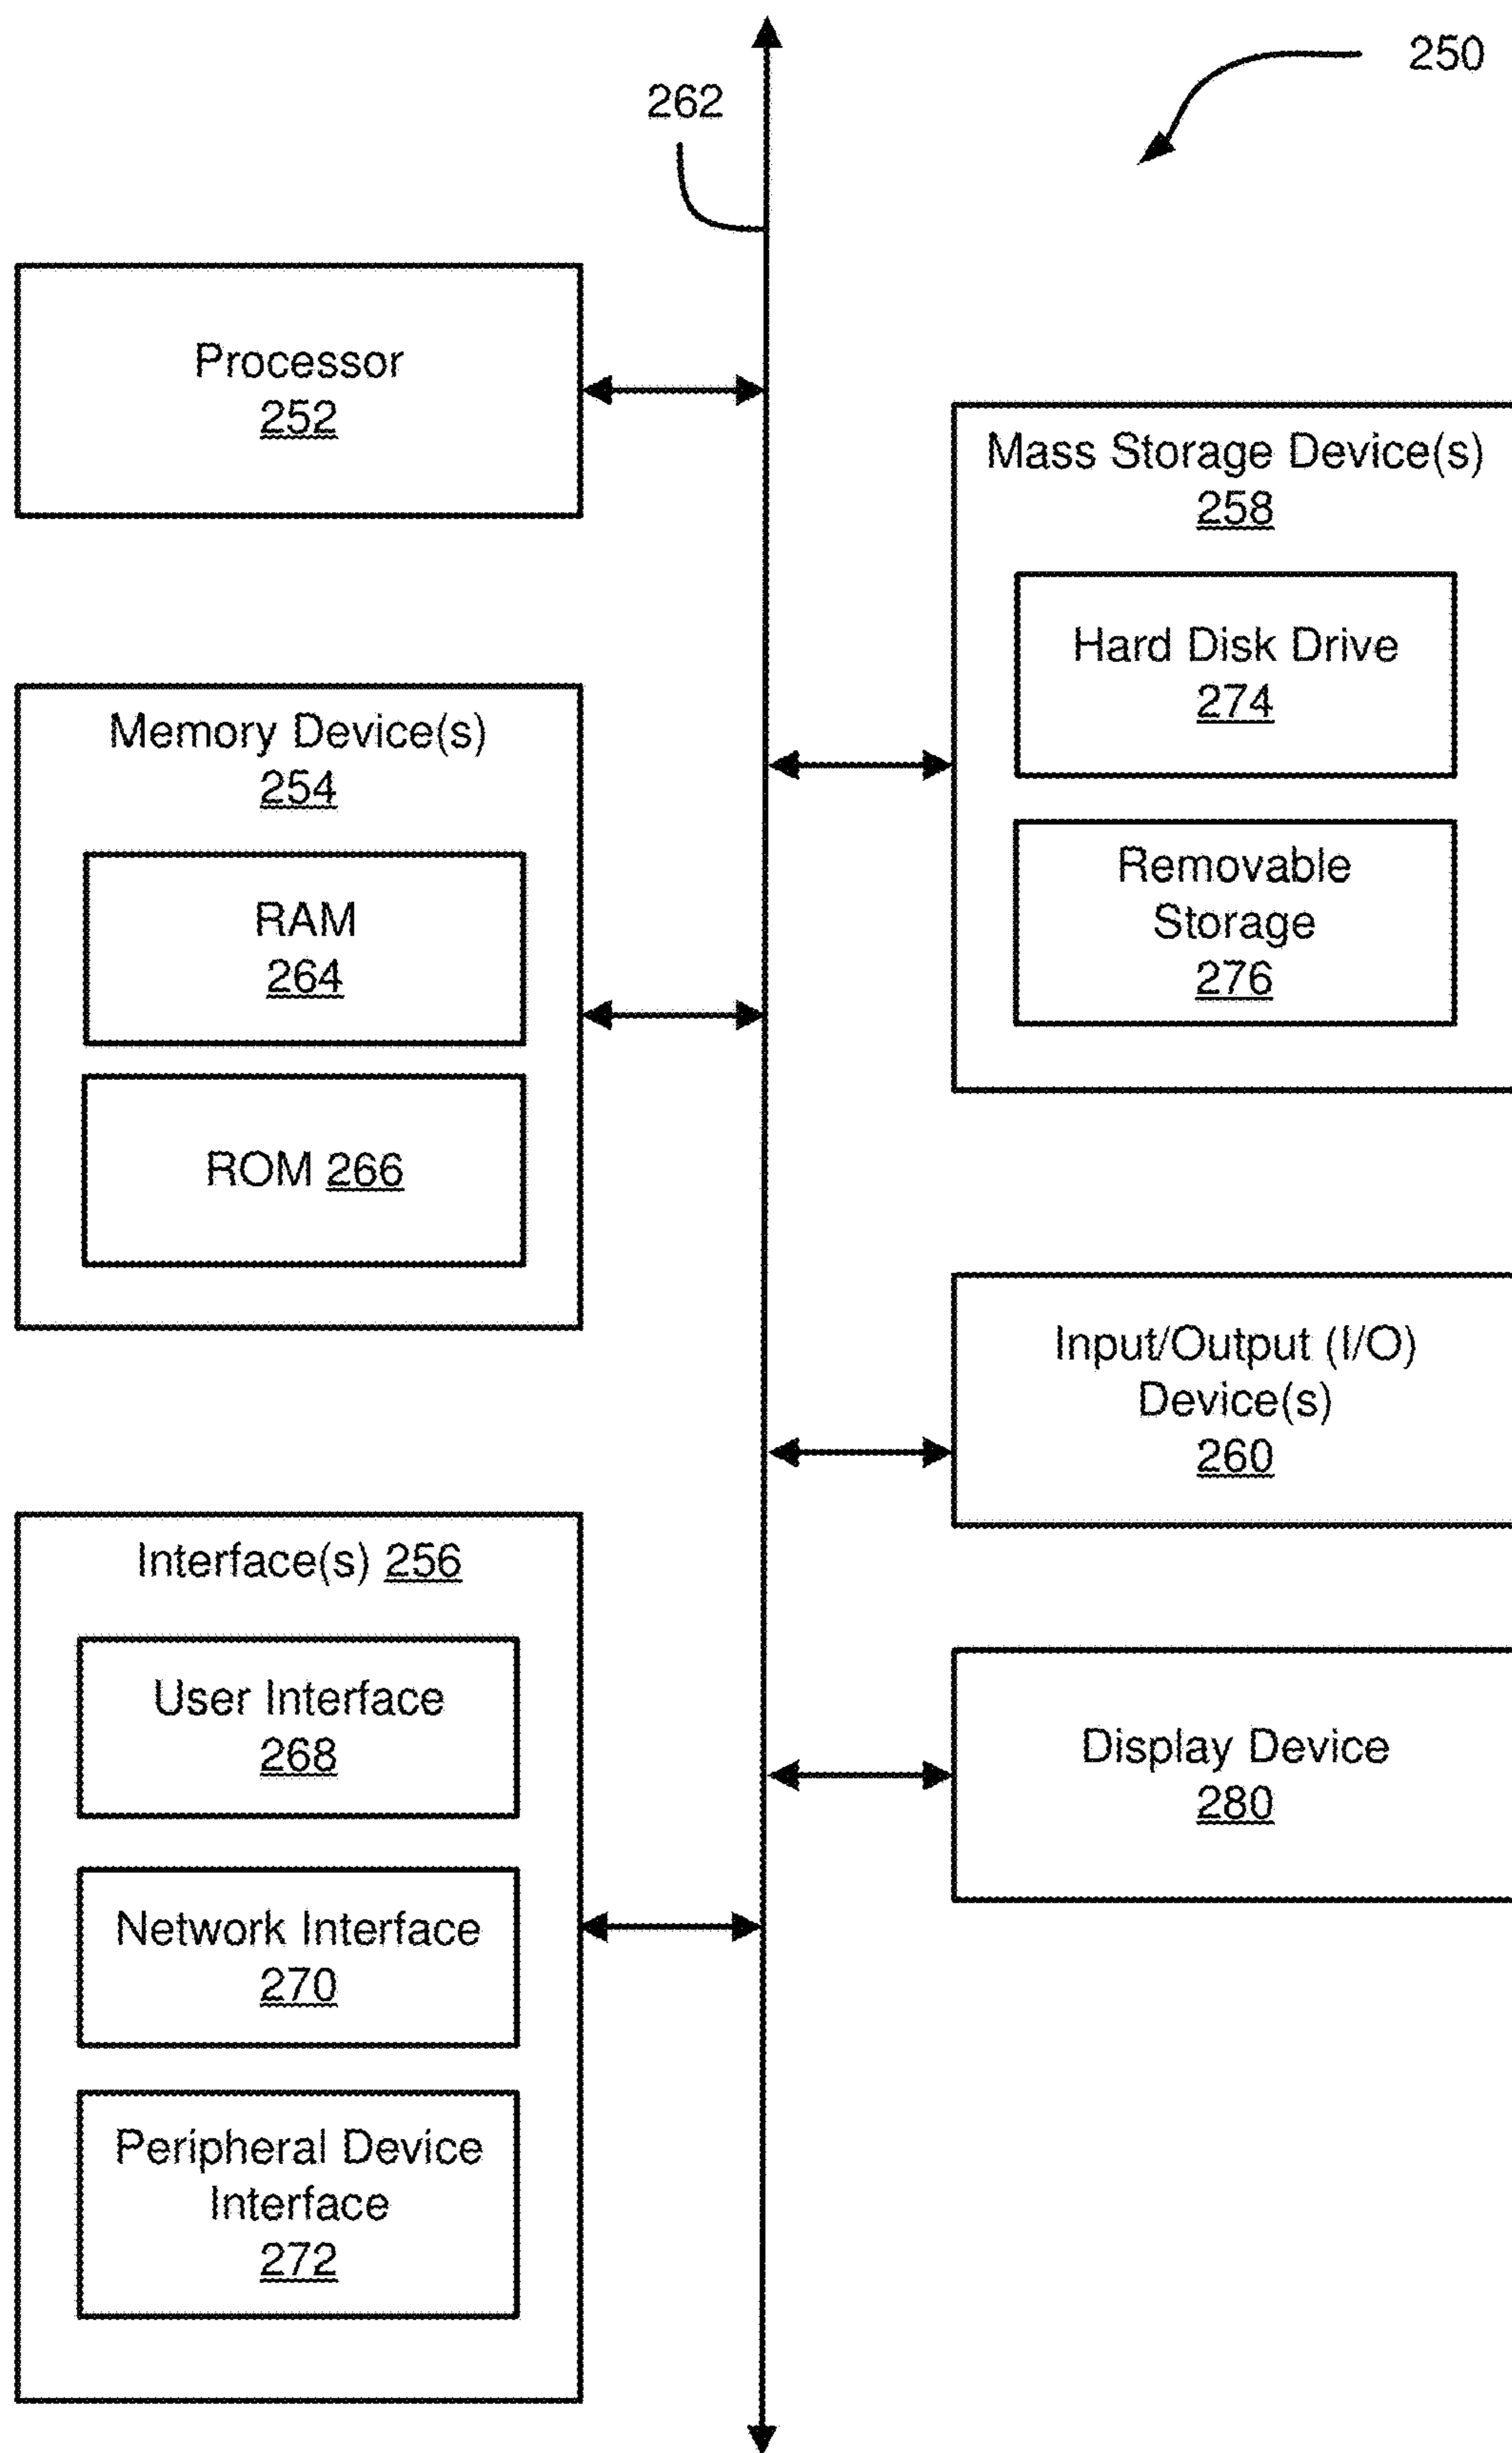 250
262
Processor
252
Mass Storage Device(s)
258
Hard Disk Drive
274
Removable
Storage
276
Memory Device(s)
254
RAM
264
ROM 266
Input/Output (I/O)
Device(s)
260
Interface(s) 256
User Interface
268
Network Interface
270
Peripheral Device
Interface
272
Display Device
280